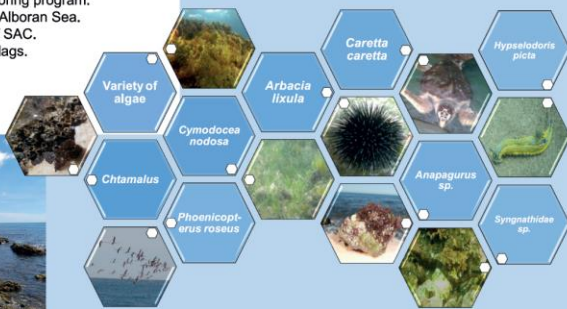 oring program.
Alboran Sea.
SAC.
lags.
Variety of
algae
Cymodocea
nodosa
Chtamalus
Phoenicopt-
erus roseus
Arbacia
lixula
Caretta
caretta
Hypselodoris
picta
Anapagurus
sp.
Syngnathidae
sp.